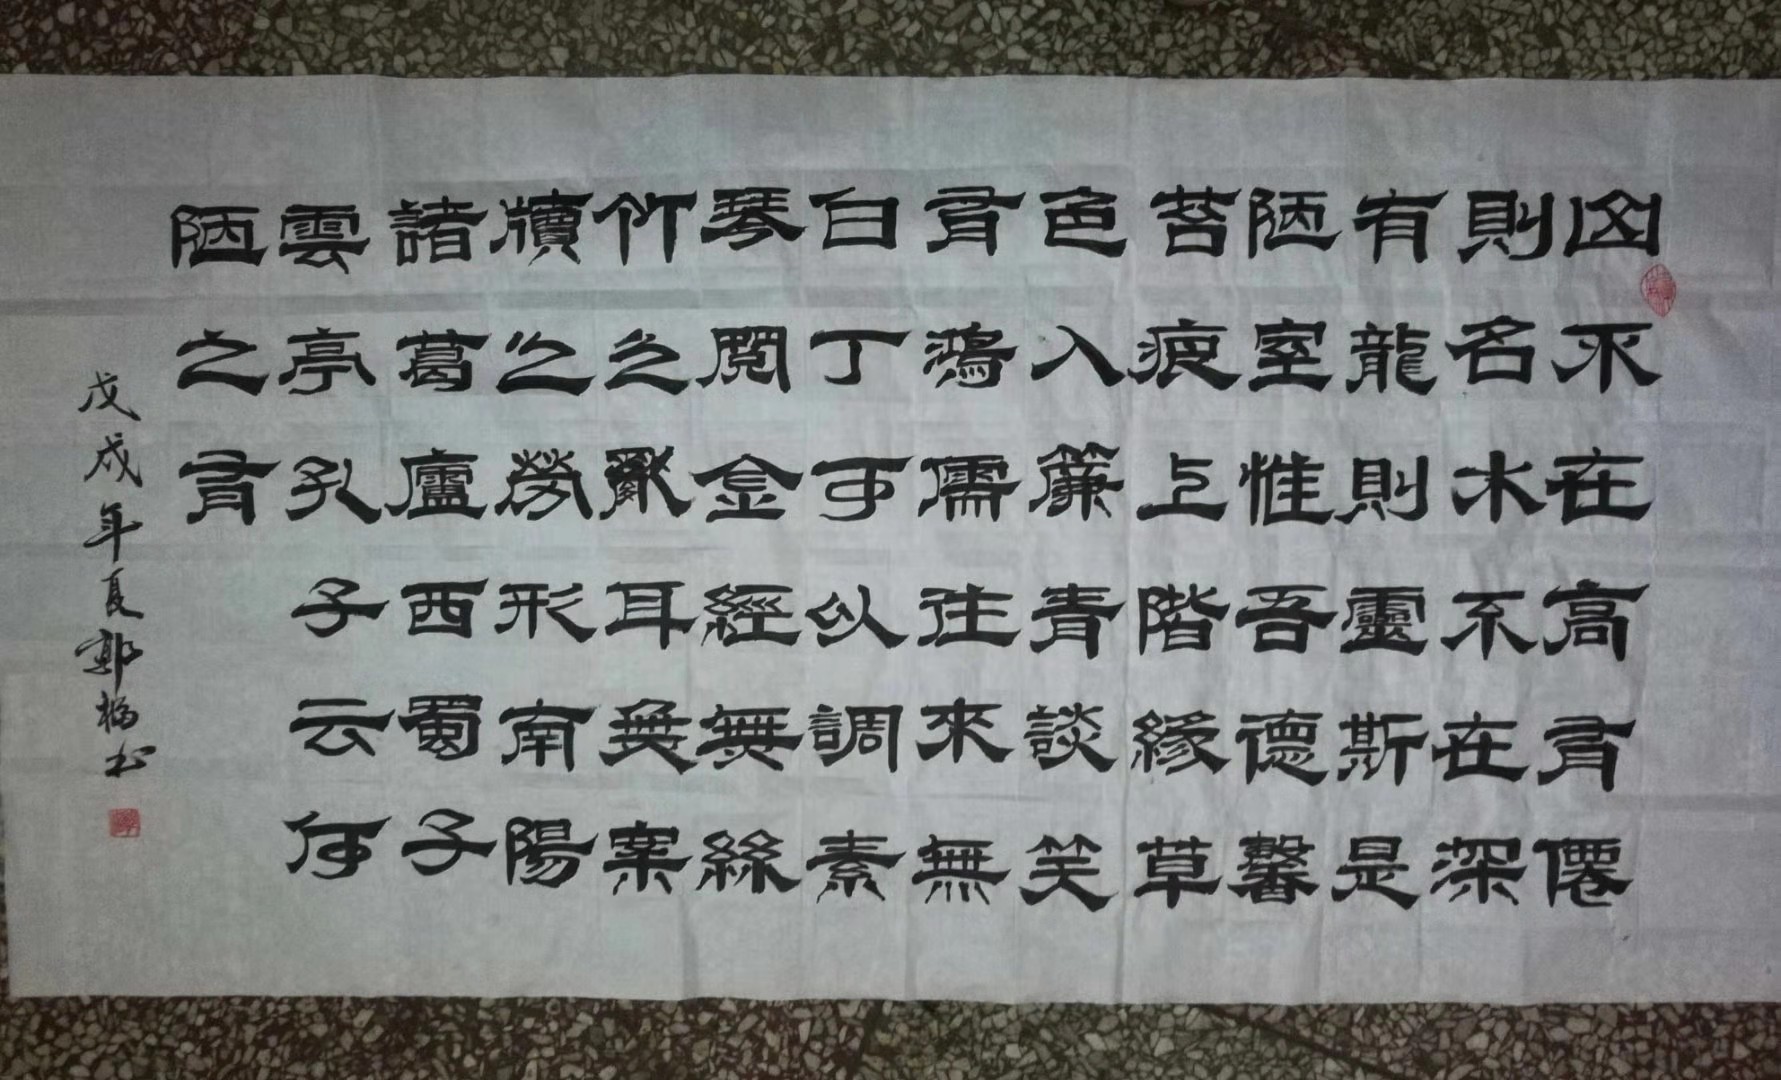 山不在高有僊
則名水不在深
有龍則靈斯是
陋室惟吾德馨
苔痕上階緣草
色入簾青談笑
有鴻儒往來無
白丁可以調素
琴閱金經無絲
竹之亂耳無案
牘之勞形南陽
諸葛廬西蜀子
雲亭孔子云何
陋之有
戊戌年夏书